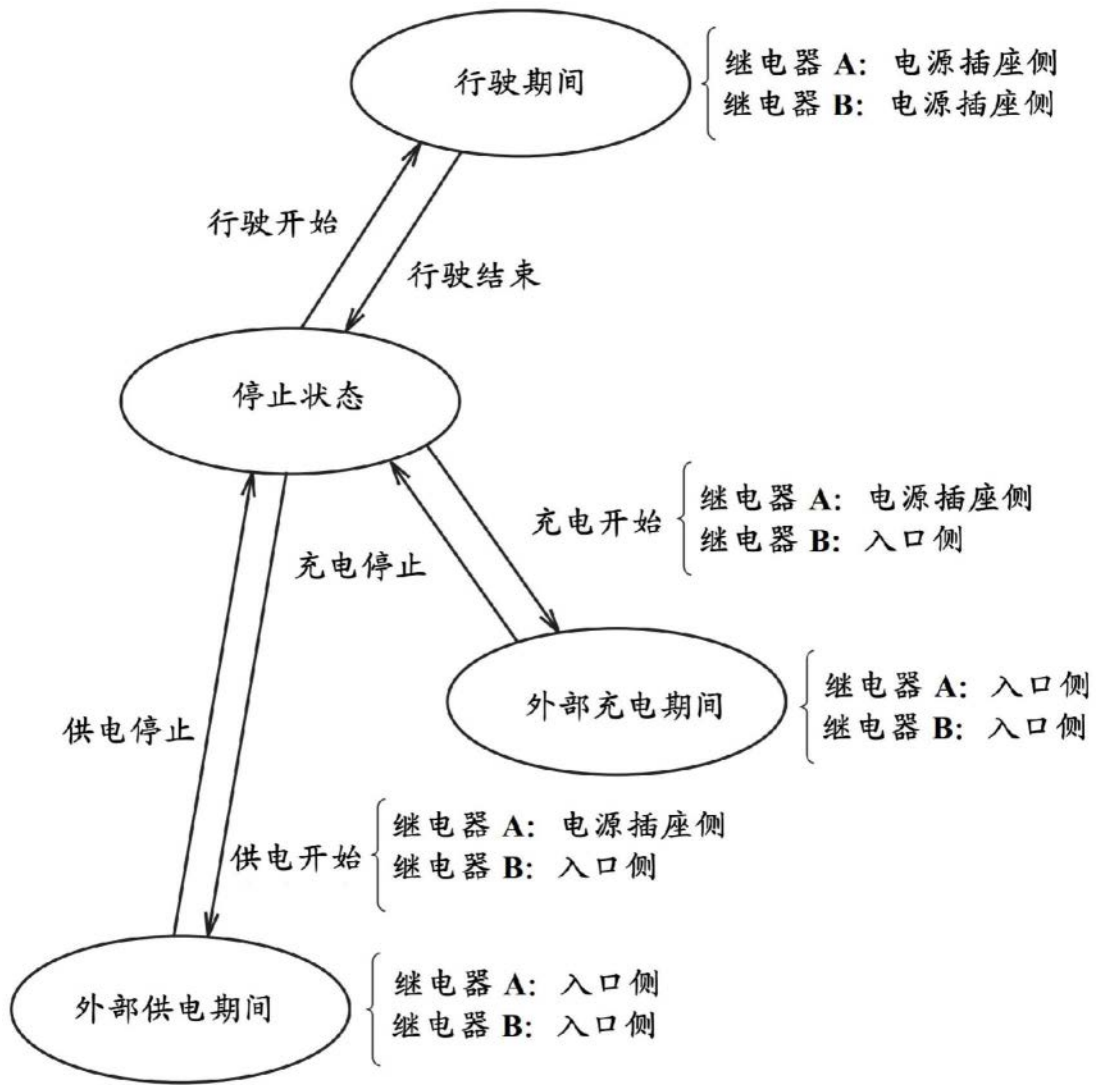 行驶期间
继电器 A: 电源插座侧
继电器 B: 电源插座侧
行驶开始
行驶结束
停止状态
充电开始
继电器 A: 电源插座侧
继电器 B: 入口侧
充电停止
外部充电期间
继电器 A: 入口侧
继电器 B: 入口侧
供电停止
供电开始
继电器 A: 电源插座侧
继电器 B: 入口侧
外部供电期间
继电器 A: 入口侧
继电器 B: 入口侧